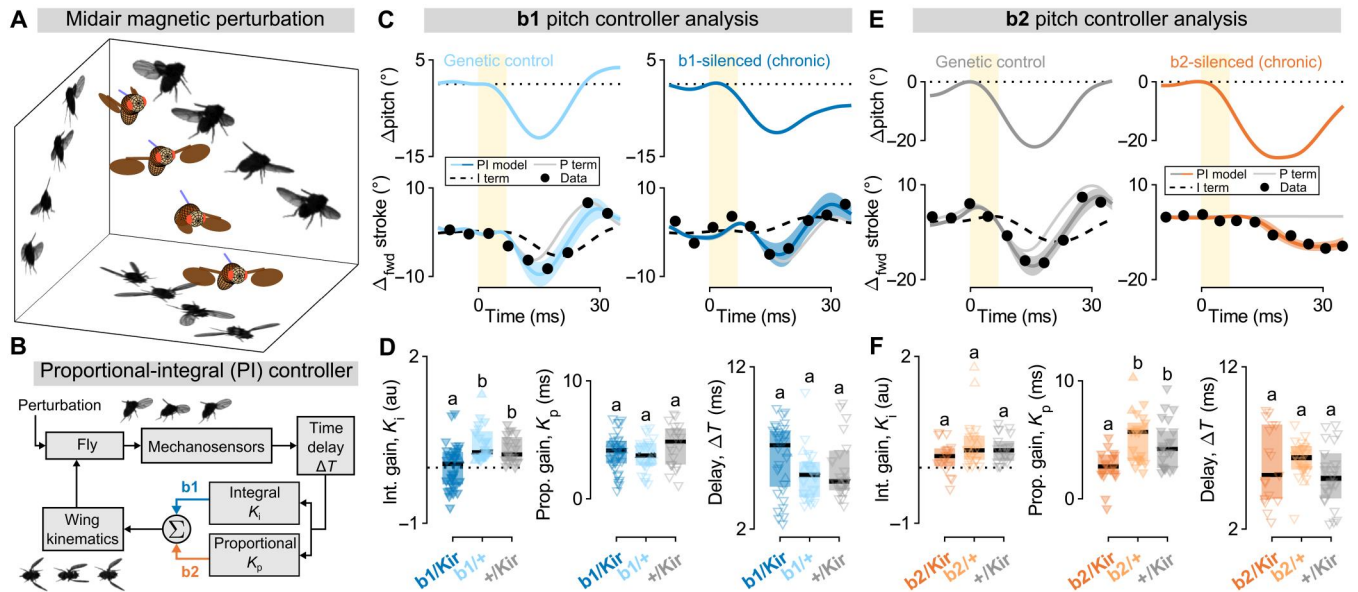 A Midair magnetic perturbation
B Proportional-integral (PI) controller
Perturbation
Fly
Mechanosensors
Time
delay
ΔT
b1
Integral
Ki
Wing
kinematics
Σ
Proportional
Kp
b2
C b1 pitch controller analysis
Genetic control
b1-silenced (chronic)
Δpitch (°)
5
−15
PI model
P term
I term
Data
Δfwd stroke (°)
10
−10
10
−10
0 30
Time (ms)
0 30
D
Int. gain, Ki (au)
2
−1
a b b
b1/Kir b1/+ +/Kir
Prop. gain, Kp (ms)
10
0
a a a
b1/Kir b1/+ +/Kir
Delay, ΔT (ms)
12
2
a a a
b1/Kir b1/+ +/Kir
E b2 pitch controller analysis
Genetic control
b2-silenced (chronic)
Δpitch (°)
0
−20
0
−20
PI model
P term
I term
Data
Δfwd stroke (°)
10
−20
10
−20
0 30
Time (ms)
0 30
F
Int. gain, Ki (au)
2
−1
a a a
b2/Kir b2/+ +/Kir
Prop. gain, Kp (ms)
10
0
a b b
b2/Kir b2/+ +/Kir
Delay, ΔT (ms)
12
2
a a a
b2/Kir b2/+ +/Kir